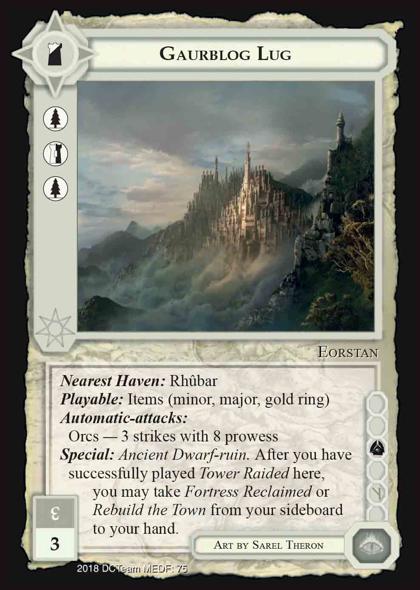 Gaurblog Lug
Eorstan
Nearest Haven: Rhûbar
Playable: Items (minor, major, gold ring)
Automatic-attacks:
Orcs — 3 strikes with 8 prowess
Special: Ancient Dwarf-ruin. After you have
successfully played Tower Raided here,
you may take Fortress Reclaimed or
Rebuild the Town from your sideboard
to your hand.
ε
3
Art by Sarel Theron
2018 DCTeam MEDF: 75